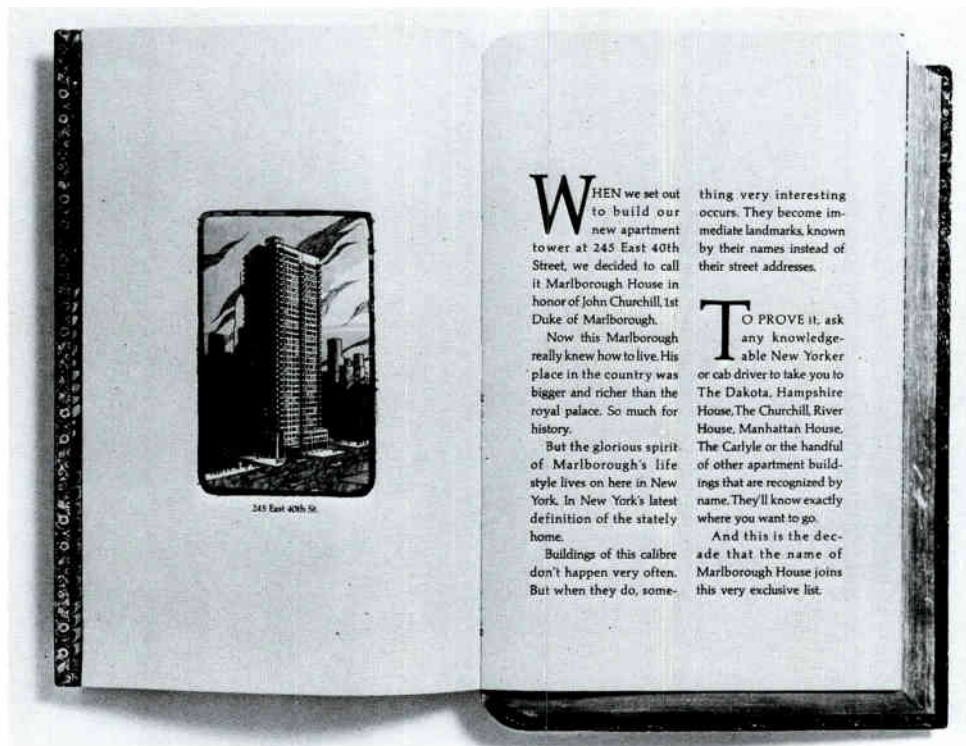 245 East 40th St.
WHEN we set out
to build our
new apartment
tower at 245 East 40th
Street, we decided to call
it Marlborough House in
honor of John Churchill, 1st
Duke of Marlborough.
Now this Marlborough
really knew how to live. His
place in the country was
bigger and richer than the
royal palace. So much for
history.
But the glorious spirit
of Marlborough's life
style lives on here in New
York. In New York's latest
definition of the stately
home.
Buildings of this calibre
don't happen very often.
But when they do, some-
thing very interesting
occurs. They become im-
mediate landmarks, known
by their names instead of
their street addresses.
TO PROVE it, ask
any knowledge-
able New Yorker
or cab driver to take you to
The Dakota, Hampshire
House, The Churchill, River
House, Manhattan House,
The Carlyle or the handful
of other apartment build-
ings that are recognized by
name. They'll know exactly
where you want to go.
And this is the dec-
ade that the name of
Marlborough House joins
this very exclusive list.